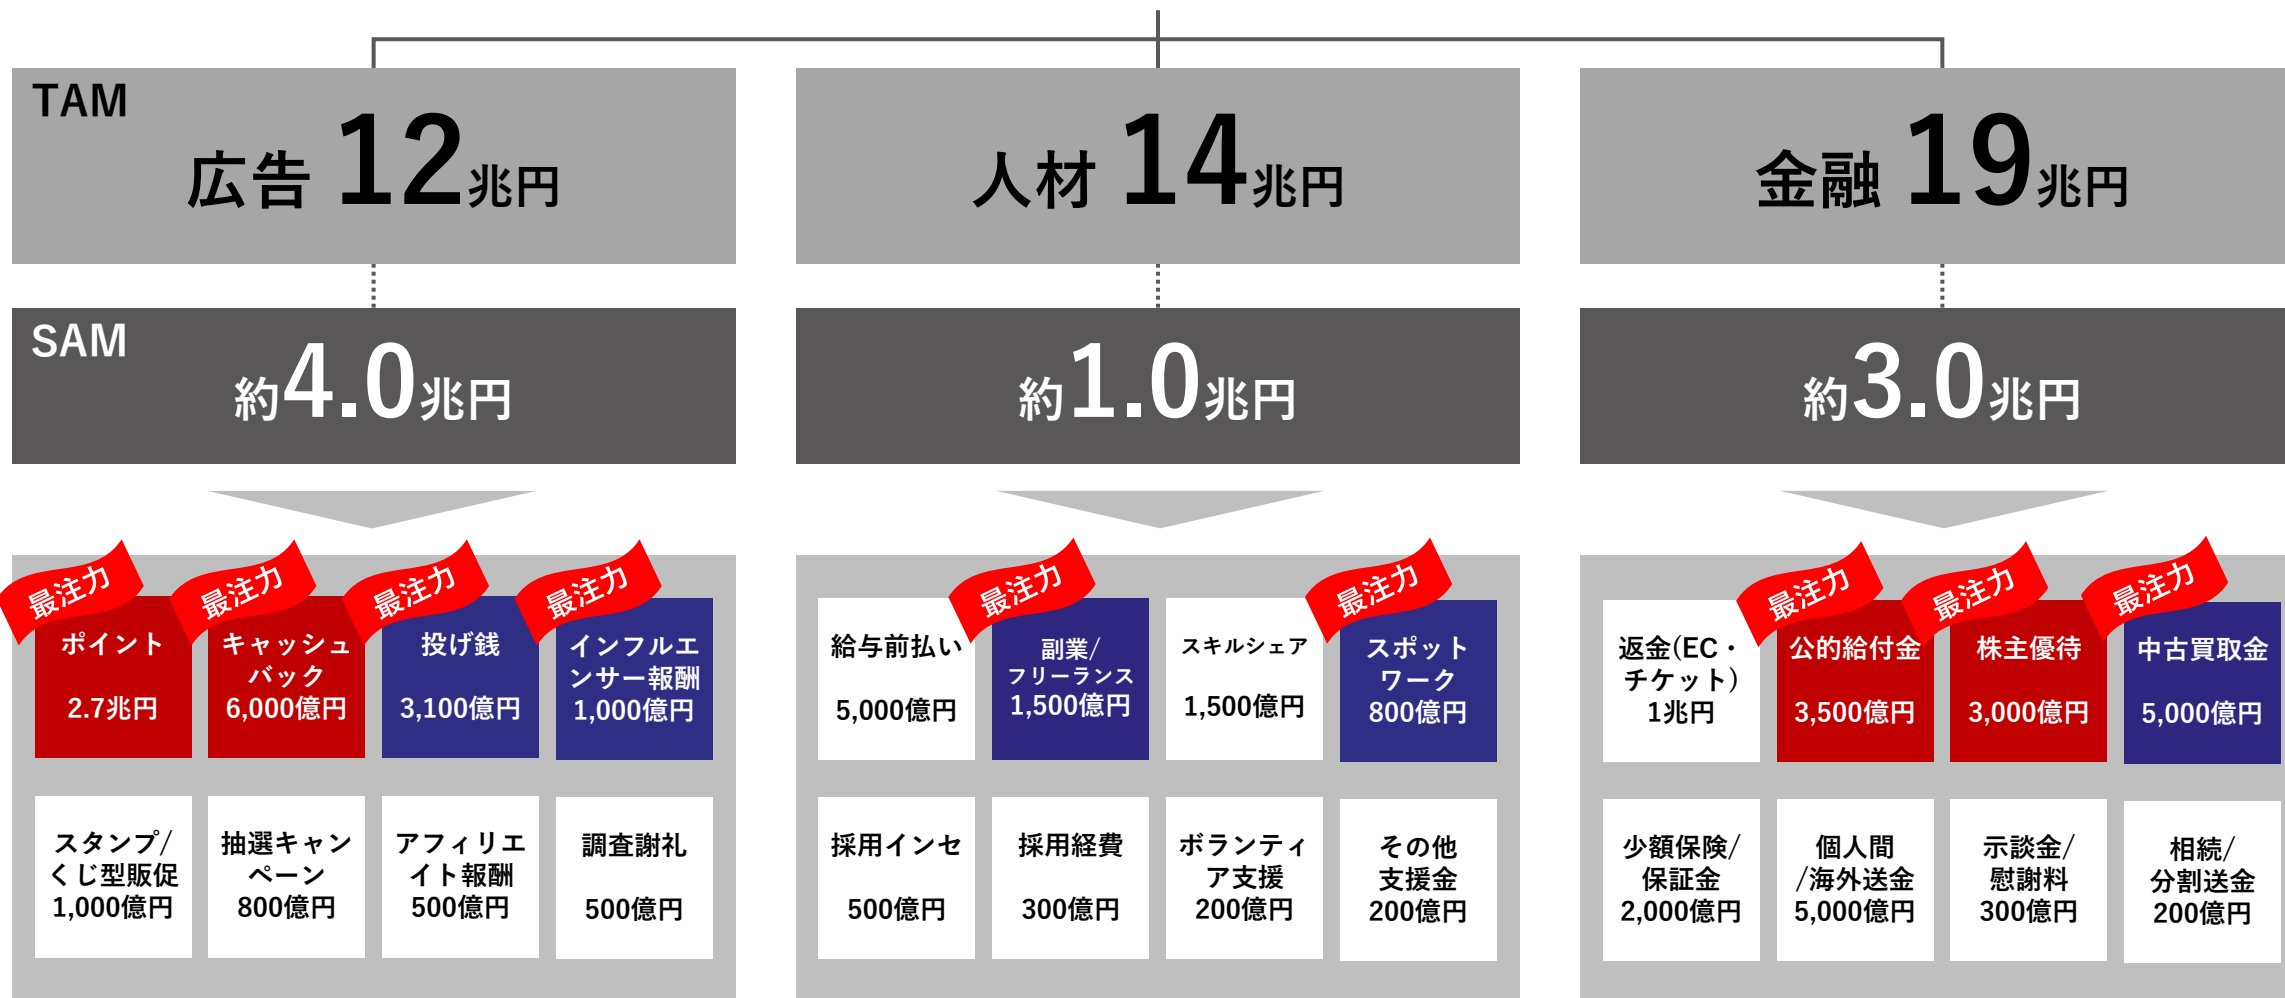 TAM
広告 12兆円
人材 14兆円
金融 19兆円
SAM
約4.0兆円
約1.0兆円
約3.0兆円
最注力
ポイント
2.7兆円
最注力
キャッシュ
バック
6,000億円
最注力
投げ銭
3,100億円
最注力
インフルエ
ンサー報酬
1,000億円
スタンプ/
くじ型販促
1,000億円
抽選キャン
ペーン
800億円
アフィリエ
イト報酬
500億円
調査謝礼
500億円
給与前払い
5,000億円
最注力
副業/
フリーランス
1,500億円
スキルシェア
1,500億円
最注力
スポット
ワーク
800億円
採用インセ
500億円
採用経費
300億円
ボランティ
ア支援
200億円
その他
支援金
200億円
返金(EC・
チケット)
1兆円
最注力
公的給付金
3,500億円
最注力
株主優待
3,000億円
最注力
中古買取金
5,000億円
少額保険/
保証金
2,000億円
個人間
/海外送金
5,000億円
示談金/
慰謝料
300億円
相続/
分割送金
200億円